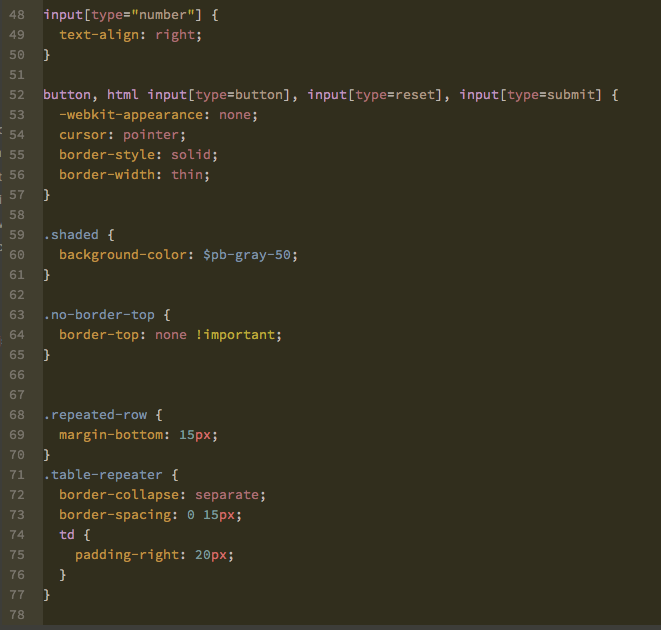 48 input[type="number"] {
49   text-align: right;
50 }
51
52 button, html input[type=button], input[type=reset], input[type=submit] {
53   -webkit-appearance: none;
54   cursor: pointer;
55   border-style: solid;
56   border-width: thin;
57 }
58
59 .shaded {
60   background-color: $pb-gray-50;
61 }
62
63 .no-border-top {
64   border-top: none !important;
65 }
66
67
68 .repeated-row {
69   margin-bottom: 15px;
70 }
71 .table-repeater {
72   border-collapse: separate;
73   border-spacing: 0 15px;
74   td {
75     padding-right: 20px;
76   }
77 }
78